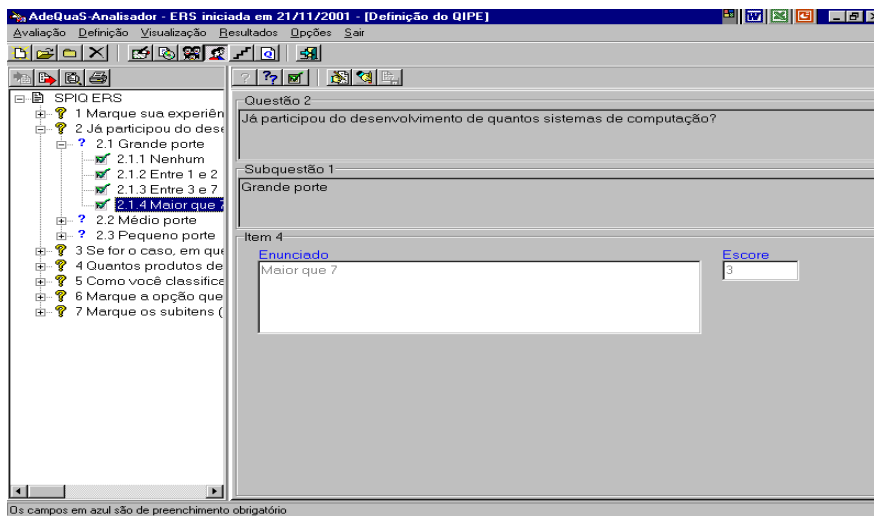 AdeQuaS-Analisador - ERS iniciada em 21/11/2001 - [Definição do QIPE]
Avaliação Definição Visualização Resultados Opções Sair
SPIQ ERS
1 Marque sua experiên
2 Já participou do dese
2.1 Grande porte
2.1.1 Nenhum
2.1.2 Entre 1 e 2
2.1.3 Entre 3 e 7
2.1.4 Maior que 7
2.2 Médio porte
2.3 Pequeno porte
3 Se for o caso, em que
4 Quantos produtos de
5 Como você classifica
6 Marque a opção que
7 Marque os subitens (
Questão 2
Já participou do desenvolvimento de quantos sistemas de computação?
Subquestão 1
Grande porte
Item 4
Enunciado Escore
Maior que 7 3
Os campos em azul são de preenchimento obrigatório